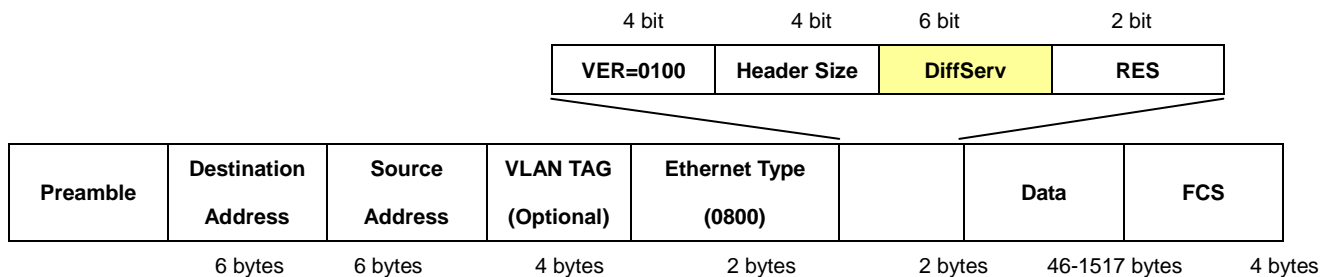 4 bit 4 bit 6 bit 2 bit
VER=0100 Header Size DiffServ RES
Preamble Destination Address Source Address VLAN TAG (Optional) Ethernet Type (0800) Data FCS
6 bytes 6 bytes 4 bytes 2 bytes 2 bytes 46-1517 bytes 4 bytes